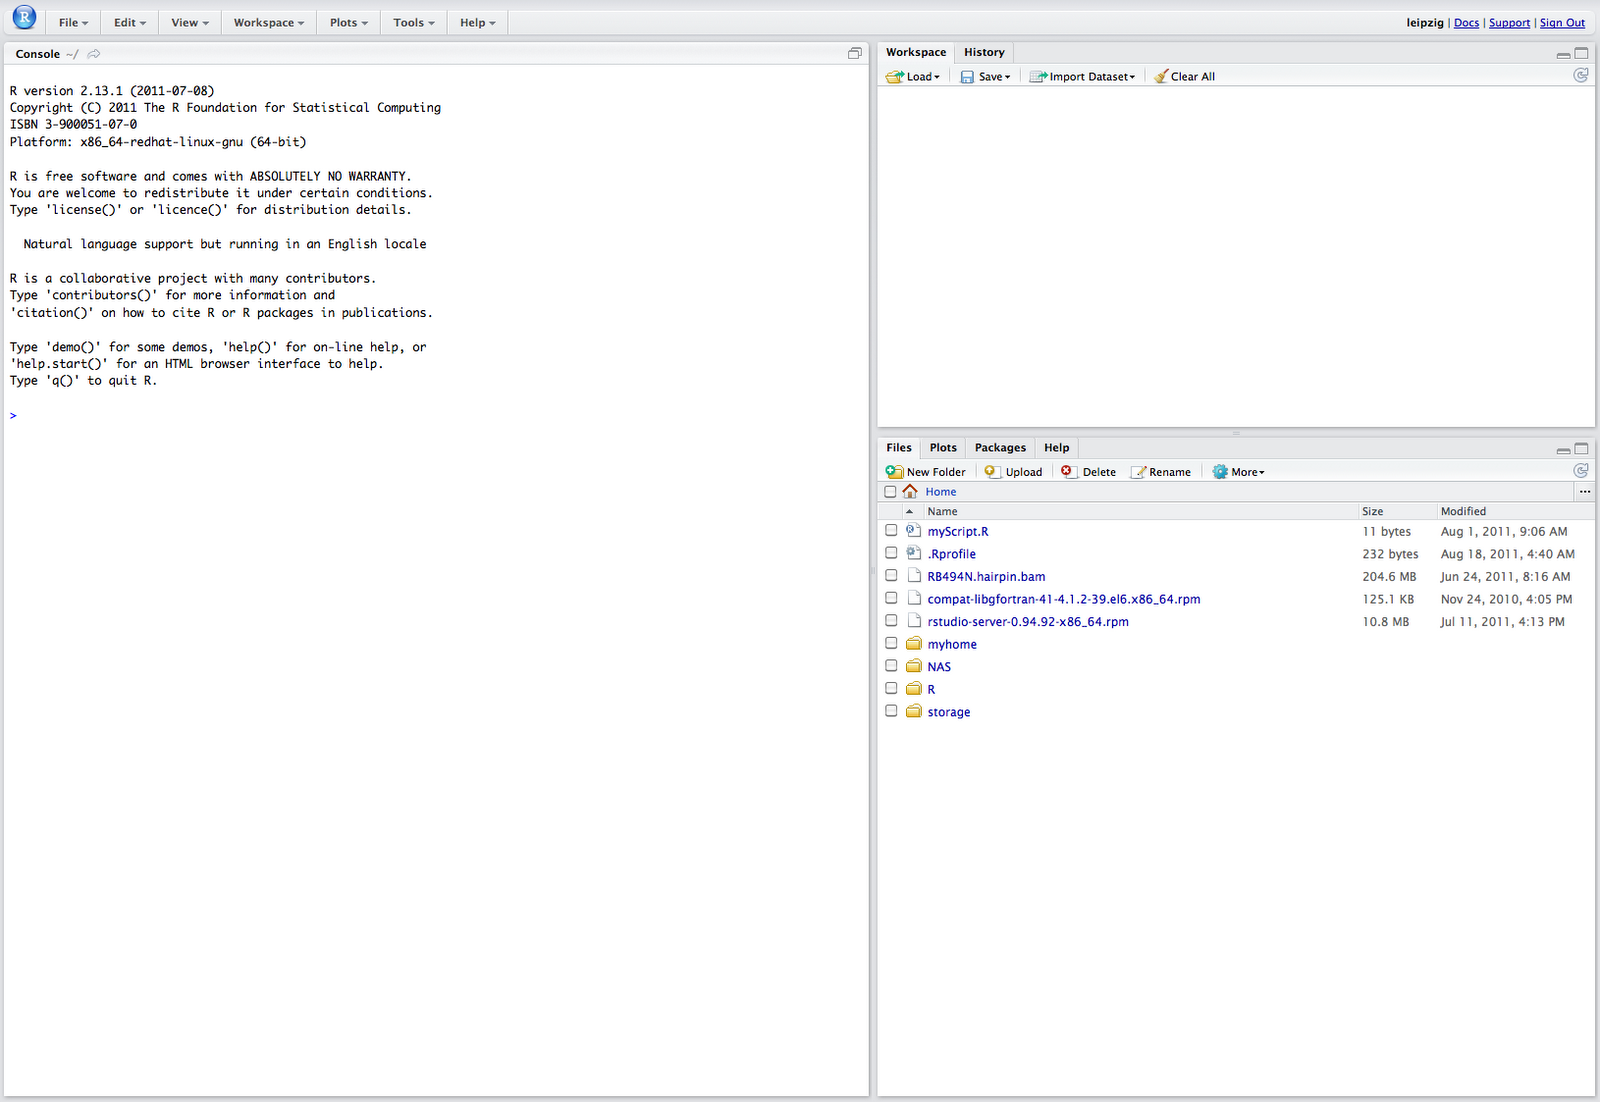 R File Edit View Workspace Plots Tools Help leipzig | Docs | Support | Sign Out
Console ~/
R version 2.13.1 (2011-07-08)
Copyright (C) 2011 The R Foundation for Statistical Computing
ISBN 3-900051-07-0
Platform: x86_64-redhat-linux-gnu (64-bit)
R is free software and comes with ABSOLUTELY NO WARRANTY.
You are welcome to redistribute it under certain conditions.
Type 'license()' or 'licence()' for distribution details.
Natural language support but running in an English locale
R is a collaborative project with many contributors.
Type 'contributors()' for more information and
'citation()' on how to cite R or R packages in publications.
Type 'demo()' for some demos, 'help()' for on-line help, or
'help.start()' for an HTML browser interface to help.
Type 'q()' to quit R.
>
Workspace History
Load Save Import Dataset Clear All
Files Plots Packages Help
New Folder Upload Delete Rename More
Home ...
Name Size Modified
myScript.R 11 bytes Aug 1, 2011, 9:06 AM
.Rprofile 232 bytes Aug 18, 2011, 4:40 AM
RB494N.hairpin.bam 204.6 MB Jun 24, 2011, 8:16 AM
compat-libgfortran-41-4.1.2-39.el6.x86_64.rpm 125.1 KB Nov 24, 2010, 4:05 PM
rstudio-server-0.94.92-x86_64.rpm 10.8 MB Jul 11, 2011, 4:13 PM
myhome
NAS
R
storage